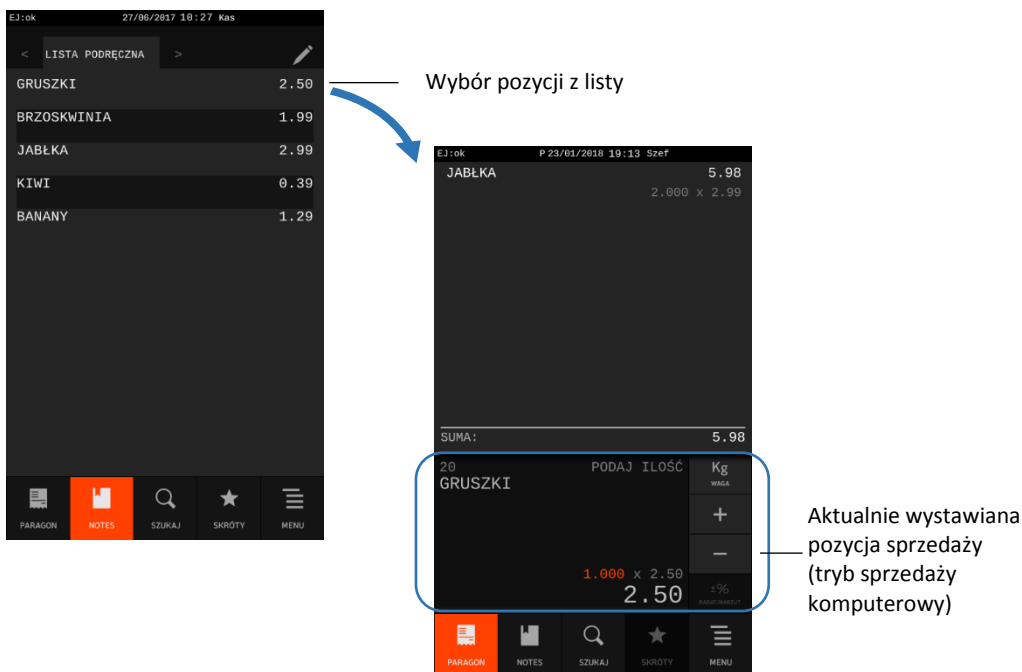 EJ:ok 27/06/2017 10:27 Kas
< LISTA PODRĘCZNA >
GRUSZKI 2.50
BRZOSKWINIA 1.99
JABŁKA 2.99
KIWI 0.39
BANANY 1.29
PARAGON NOTES SZUKAJ SKRÓTY MENU
Wybór pozycji z listy
EJ:ok P 23/01/2018 19:13 Szef
JABŁKA 5.98
2.000 x 2.99
SUMA: 5.98
20 PODAJ ILOŚĆ Kg
GRUSZKI WAGA
+
−
1.000 x 2.50
2.50 ±%
RABAT/NARZUT
PARAGON NOTES SZUKAJ SKRÓTY MENU
Aktualnie wystawiana
pozycja sprzedaży
(tryb sprzedaży
komputerowy)